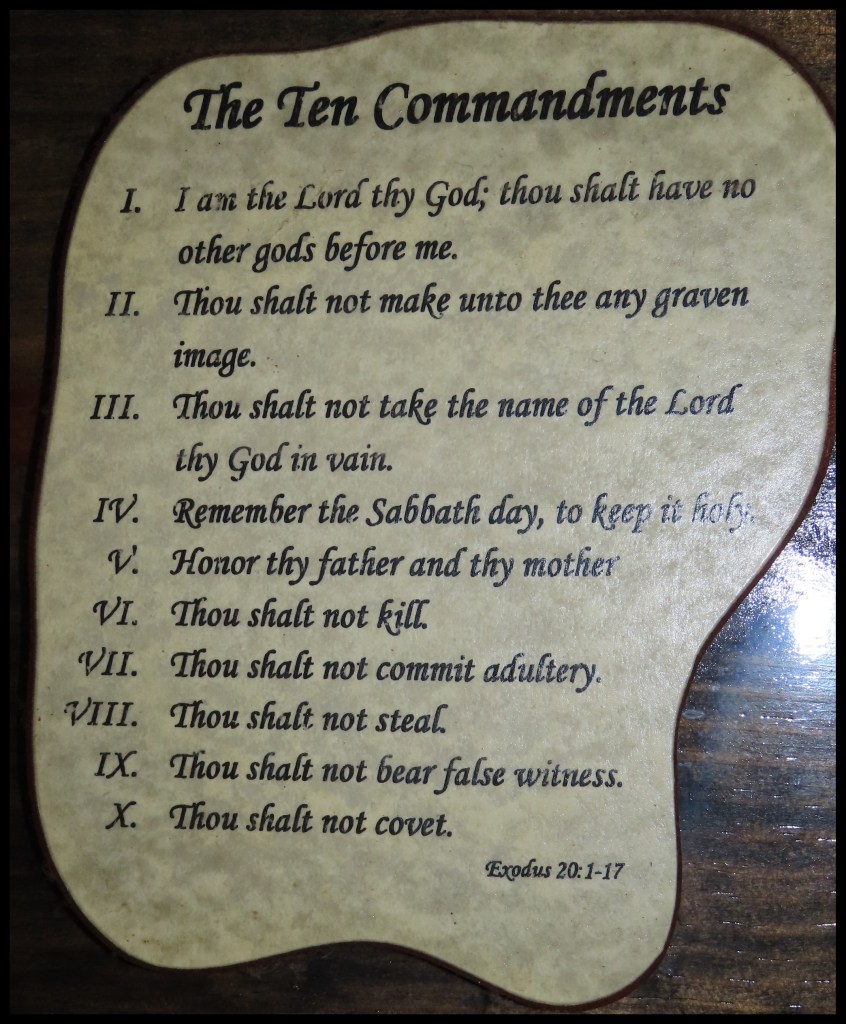 The Ten Commandments
I. I am the Lord thy God; thou shalt have no
other gods before me.
II. Thou shalt not make unto thee any graven
image.
III. Thou shalt not take the name of the Lord
thy God in vain.
IV. Remember the Sabbath day, to keep it holy.
V. Honor thy father and thy mother
VI. Thou shalt not kill.
VII. Thou shalt not commit adultery.
VIII. Thou shalt not steal.
IX. Thou shalt not bear false witness.
X. Thou shalt not covet.
Exodus 20:1-17